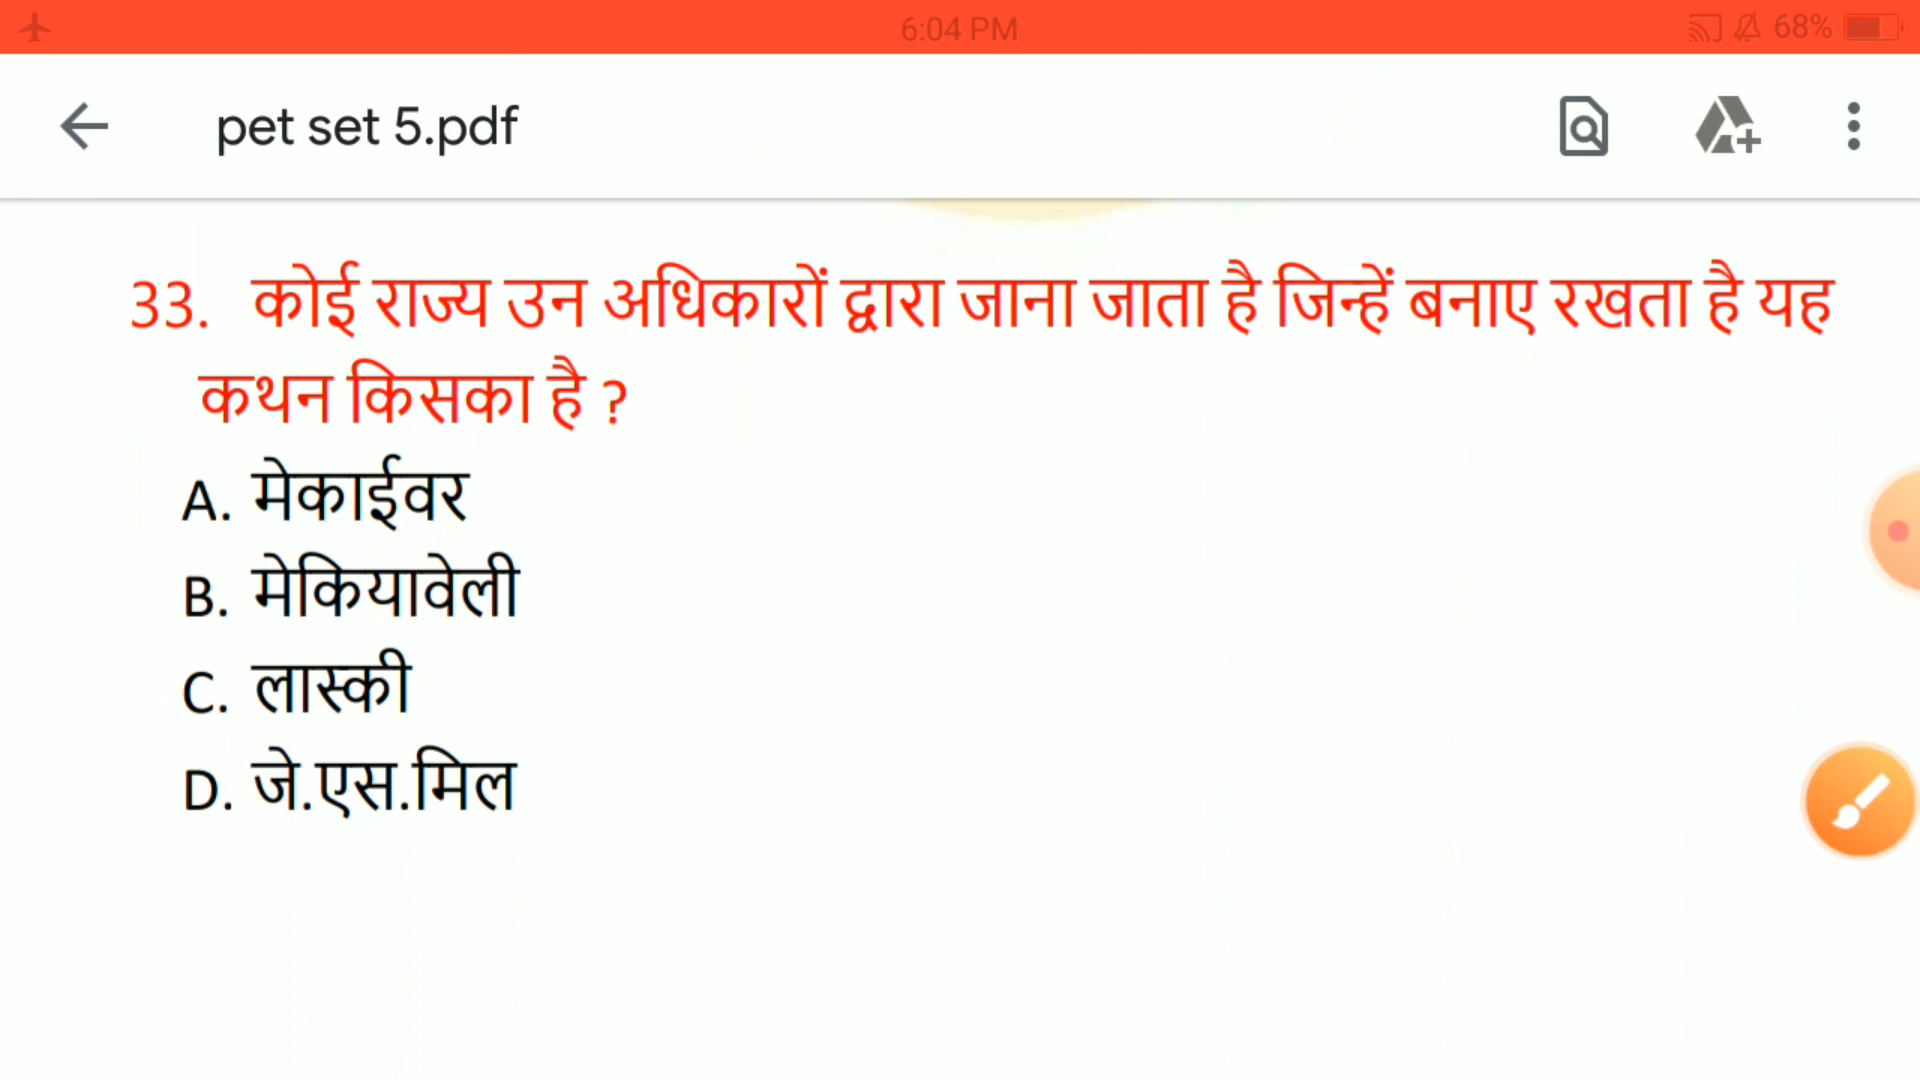 6:04 PM 68%
pet set 5.pdf
33. कोई राज्य उन अधिकारों द्वारा जाना जाता है जिन्हें बनाए रखता है यह
कथन किसका है ?
A. मेकाईवर
B. मेकियावेली
C. लास्की
D. जे.एस.मिल